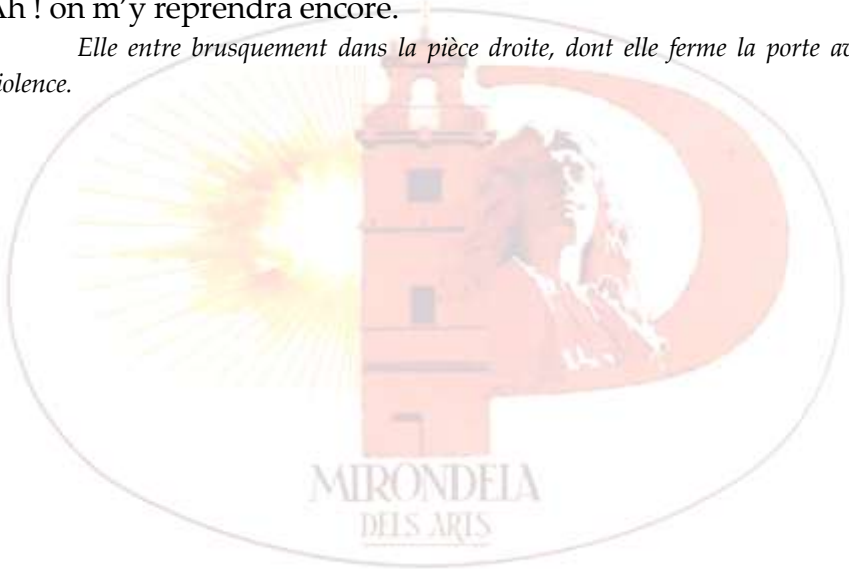 Ah ! on m’y reprendra encore.
Elle entre brusquement dans la pièce droite, dont elle ferme la porte av
iolence.
MIRONDELA
DELS ARTS